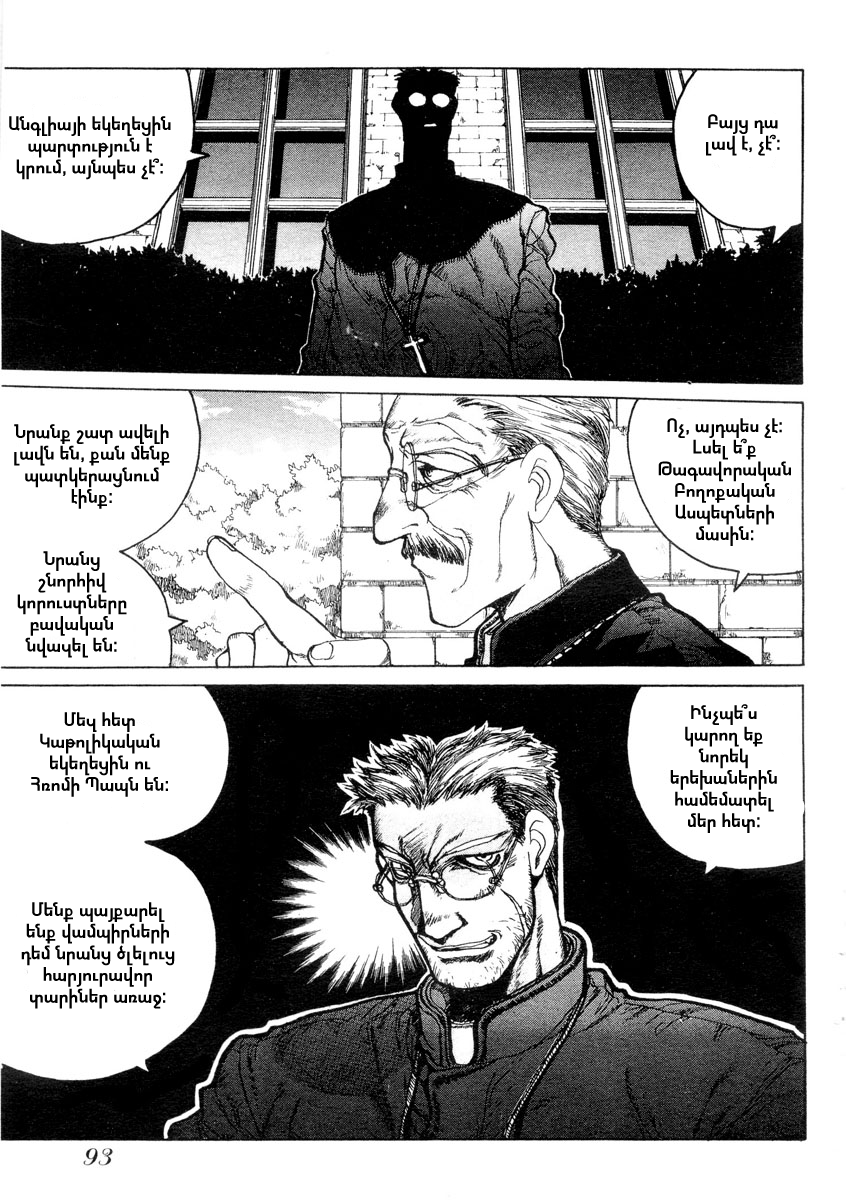 Բայց դա
լավ է, չէ՞:
Անգլիայի եկեղեցին
պարտություն է
կրում, այնպես չէ՞:
Ոչ, այդպես չէ:
Լսել ե՞ք
Թագավորական
Բողոքական
Ասպետների
մասին:
Նրանք շատ ավելի
լավն են, քան մենք
պատկերացնում
էինք:
Նրանց
շնորհիվ
կորուստները
բավական
նվազել են:
Ինչպե՞ս
կարող եք
նորեկ
երեխաներին
համեմատել
մեր հետ:
Մեզ հետ
Կաթոլիկական
եկեղեցին ու
Հռոմի Պապն են:
Մենք պայքարել
ենք վամպիրների
դեմ նրանց ծլելուց
հարյուրավոր
տարիներ առաջ:
93